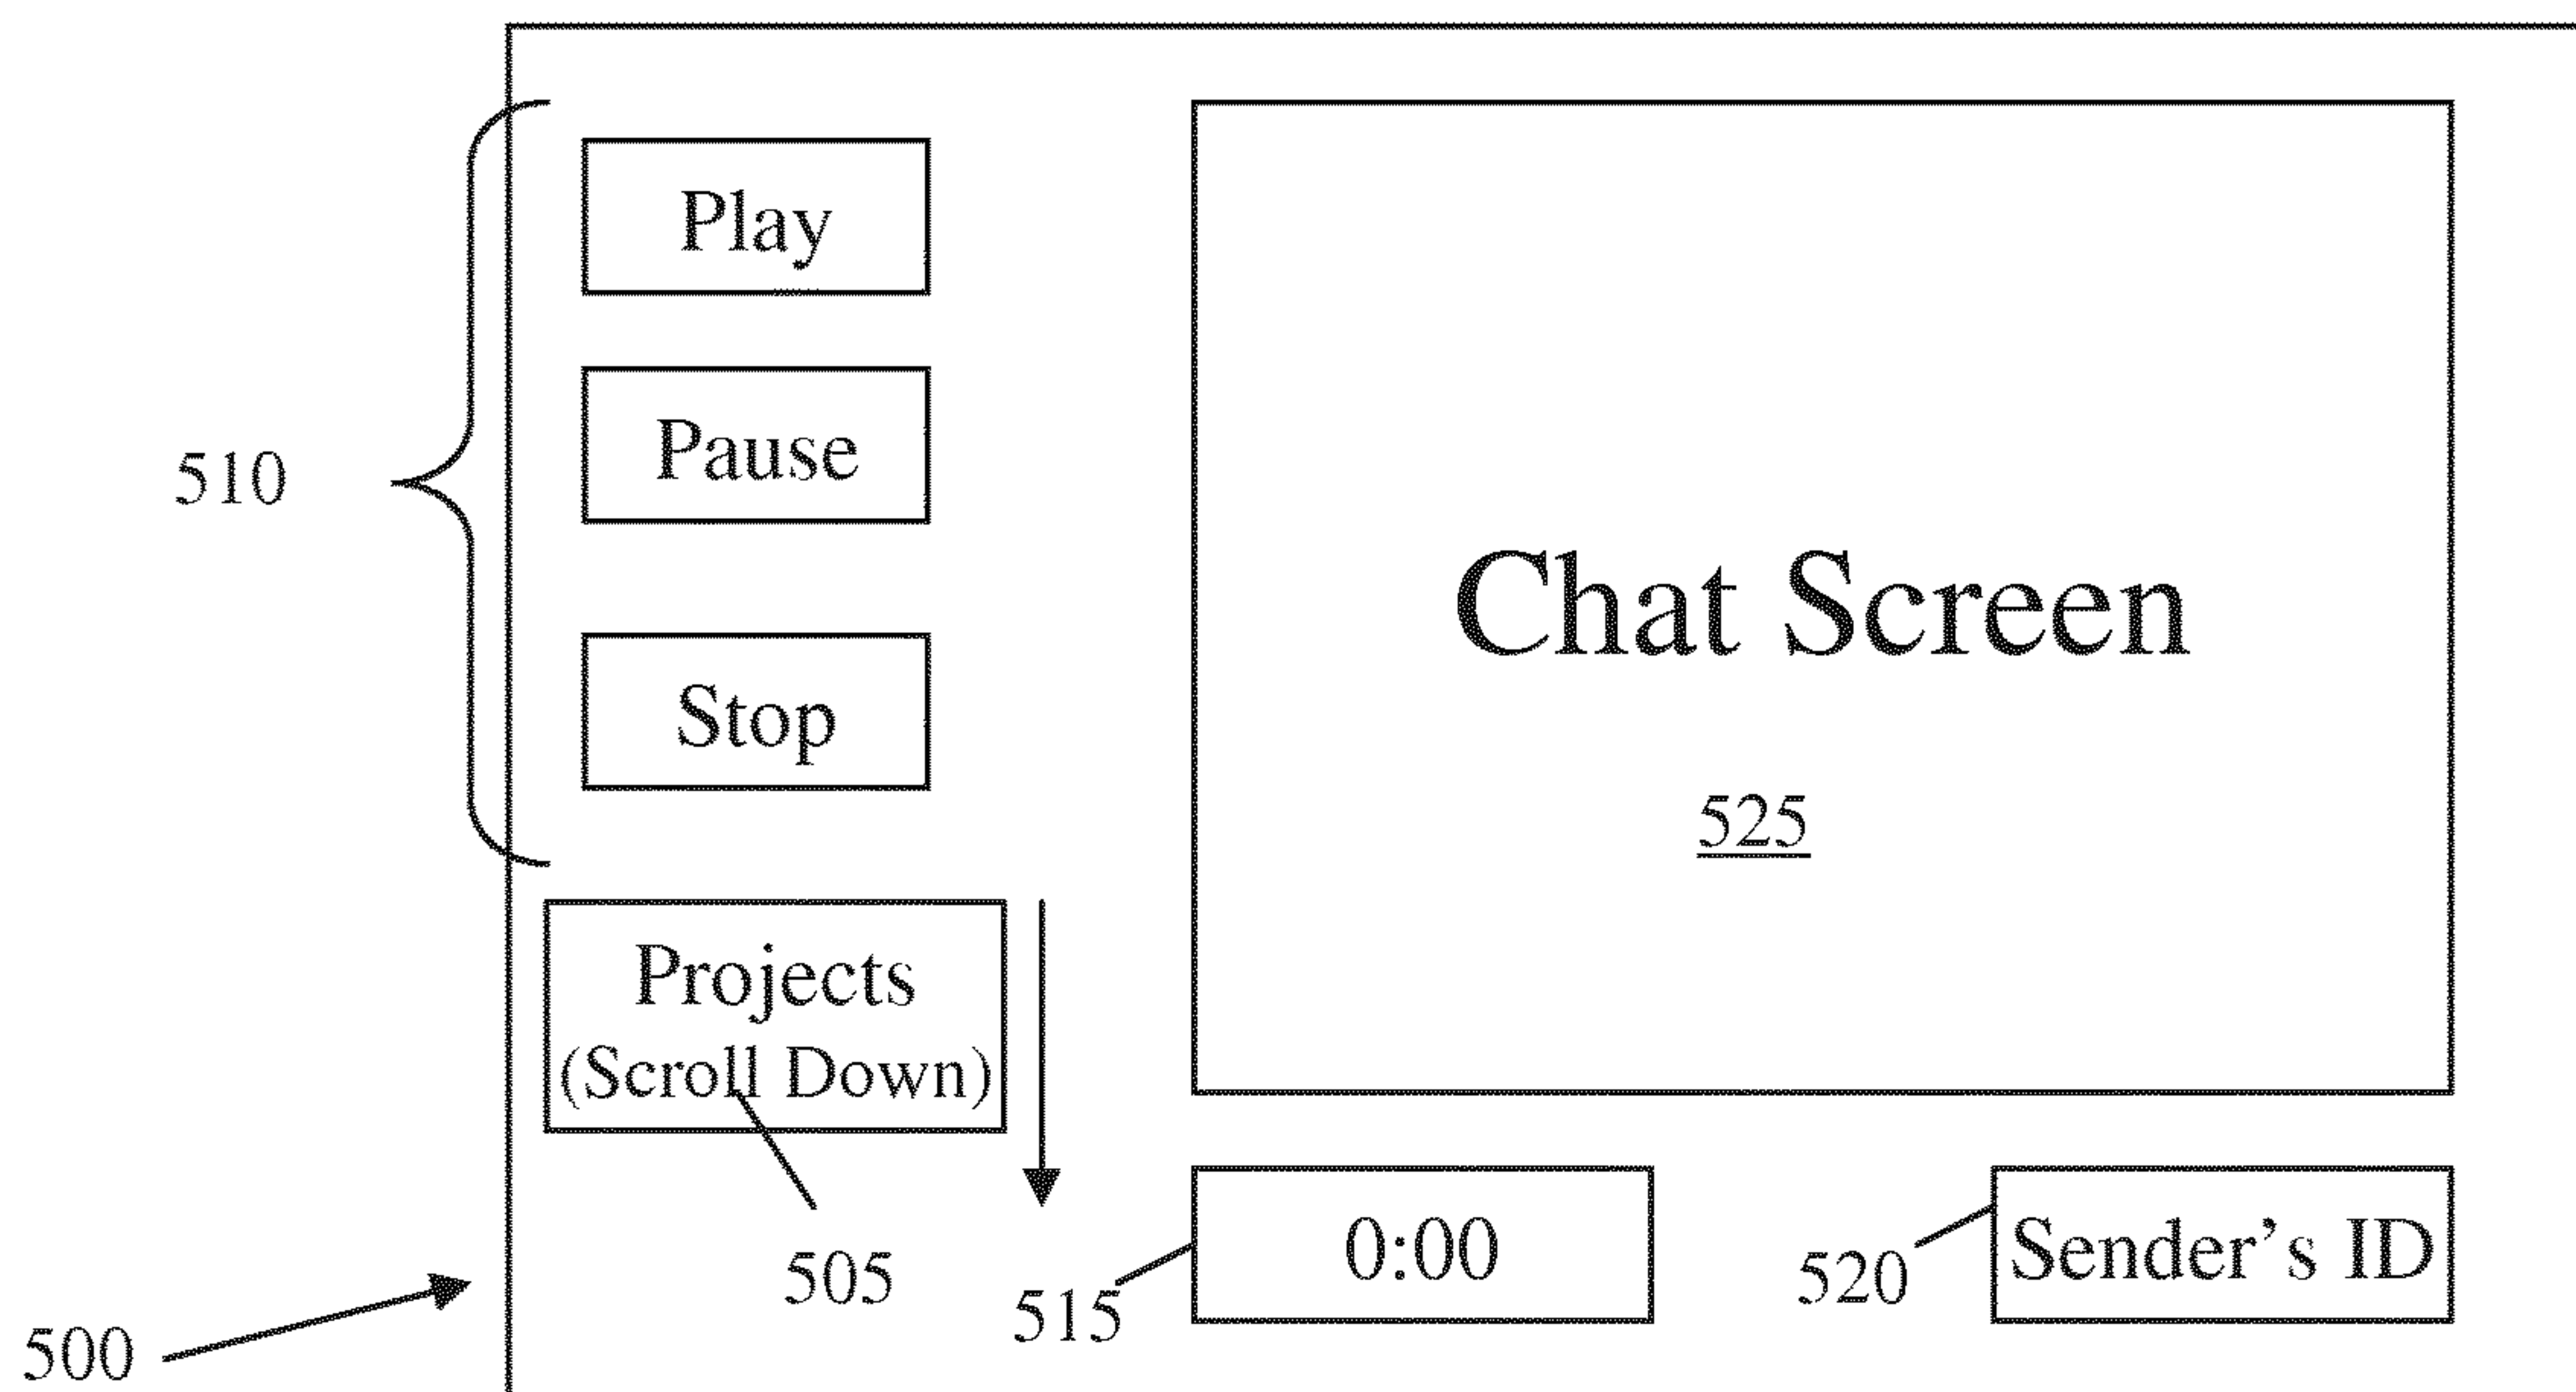 Play
Pause
510
Stop
Chat Screen
525
Projects
(Scroll Down)
505
515
0:00
520
Sender’s ID
500